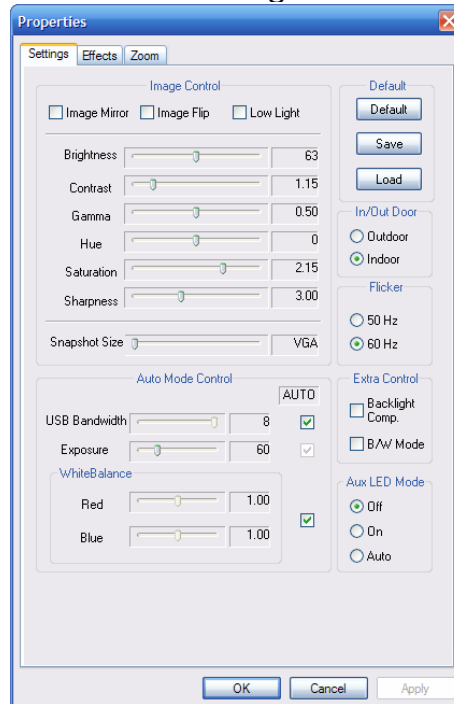 Properties
Settings Effects Zoom
Image Control
Image Mirror Image Flip Low Light
Brightness 63
Contrast 1.15
Gamma 0.50
Hue 0
Saturation 2.15
Sharpness 3.00
Snapshot Size VGA
Default
Default
Save
Load
In/Out Door
Outdoor
Indoor
Flicker
50 Hz
60 Hz
Auto Mode Control
AUTO
USB Bandwidth 8
Exposure 60
WhiteBalance
Red 1.00
Blue 1.00
Extra Control
Backlight
Comp.
B/W Mode
Aux LED Mode
Off
On
Auto
OK Cancel Apply